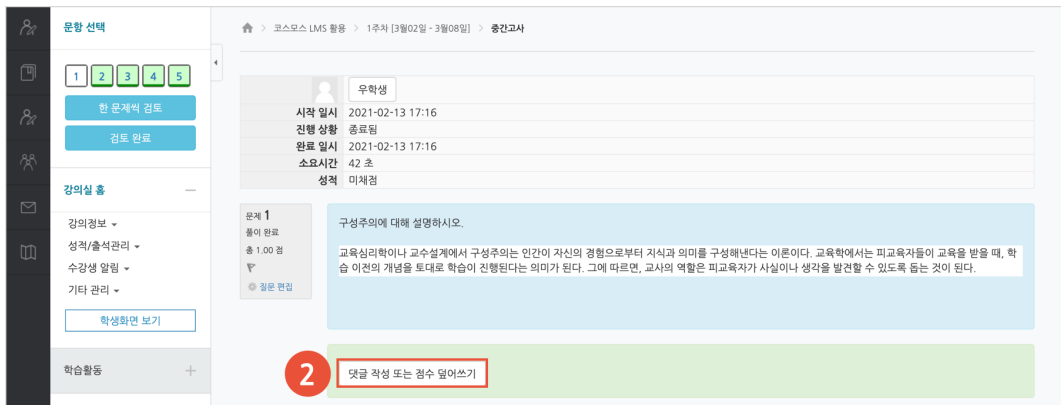 문항 선택
1 2 3 4 5
한 문제씩 검토
검토 완료
강의실 홈
강의정보
성적/출석관리
수강생 알림
기타 관리
학생화면 보기
학습활동
코스모스 LMS 활용 > 1주차 [3월02일 - 3월08일] > 중간고사
우학생
시작 일시 2021-02-13 17:16
진행 상황 종료됨
완료 일시 2021-02-13 17:16
소요시간 42 초
성적 미채점
문제 1
풀이 완료
총 1.00 점
질문 편집
구성주의에 대해 설명하시오.
교육심리학이나 교수설계에서 구성주의는 인간이 자신의 경험으로부터 지식과 의미를 구성해낸다는 이론이다. 교육학에서는 피교육자들이 교육을 받을 때, 학
습 이전의 개념을 토대로 학습이 진행된다는 의미가 된다. 그에 따르면, 교사의 역할은 피교육자가 사실이나 생각을 발견할 수 있도록 돕는 것이 된다.
2 댓글 작성 또는 점수 덮어쓰기